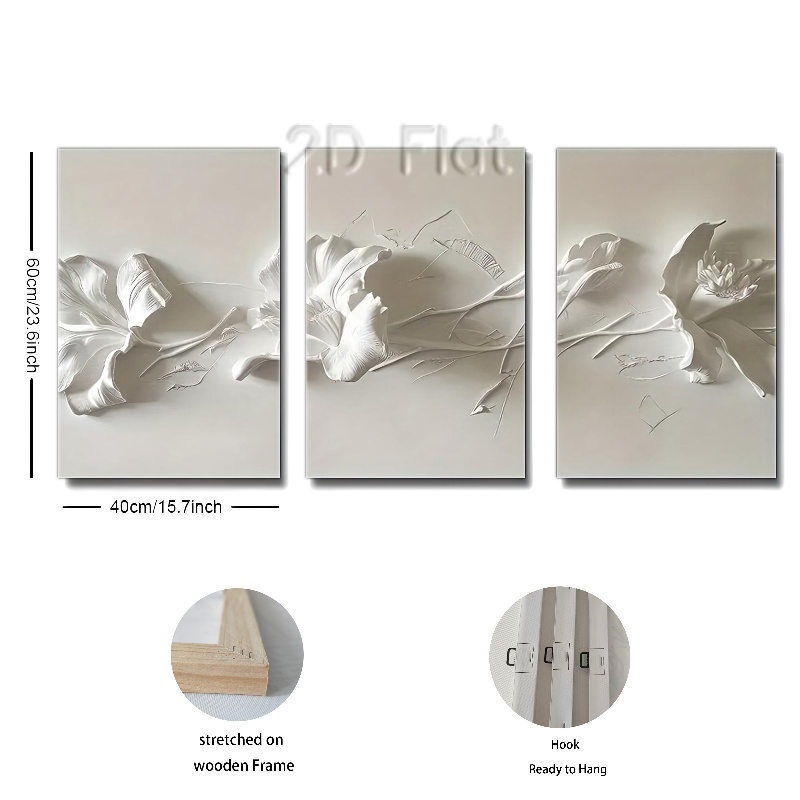 2D Flat
60cm/23.6inch
40cm/15.7inch
stretched on
wooden Frame
Hook
Ready to Hang